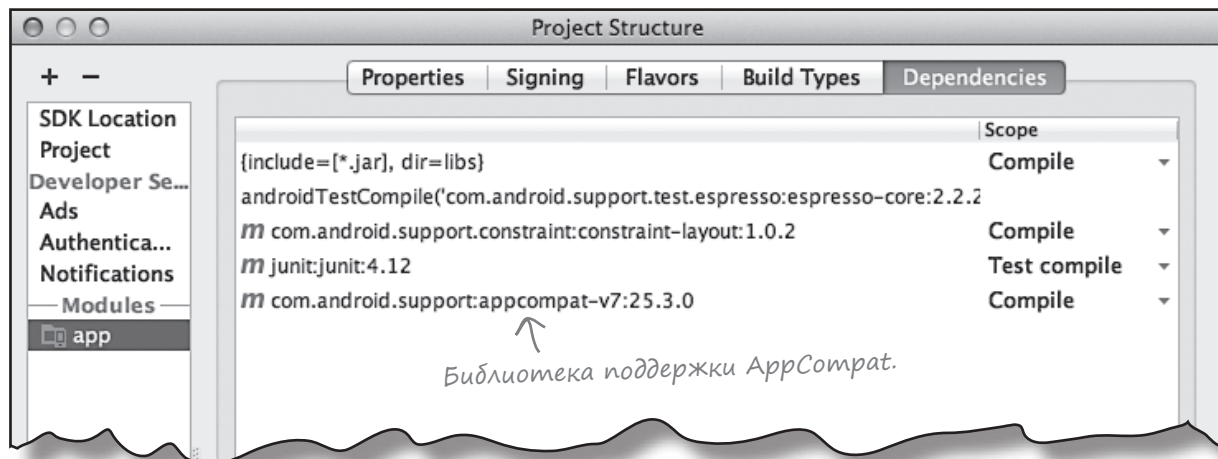 Project Structure
+ −
Properties Signing Flavors Build Types Dependencies
SDK Location
Project
Developer Se...
Ads
Authentica...
Notifications
Modules
app
Scope
{include=[*.jar], dir=libs} Compile
androidTestCompile('com.android.support.test.espresso:espresso-core:2.2.2
m com.android.support.constraint:constraint-layout:1.0.2 Compile
m junit:junit:4.12 Test compile
m com.android.support:appcompat-v7:25.3.0 Compile
Библиотека поддержки AppCompat.